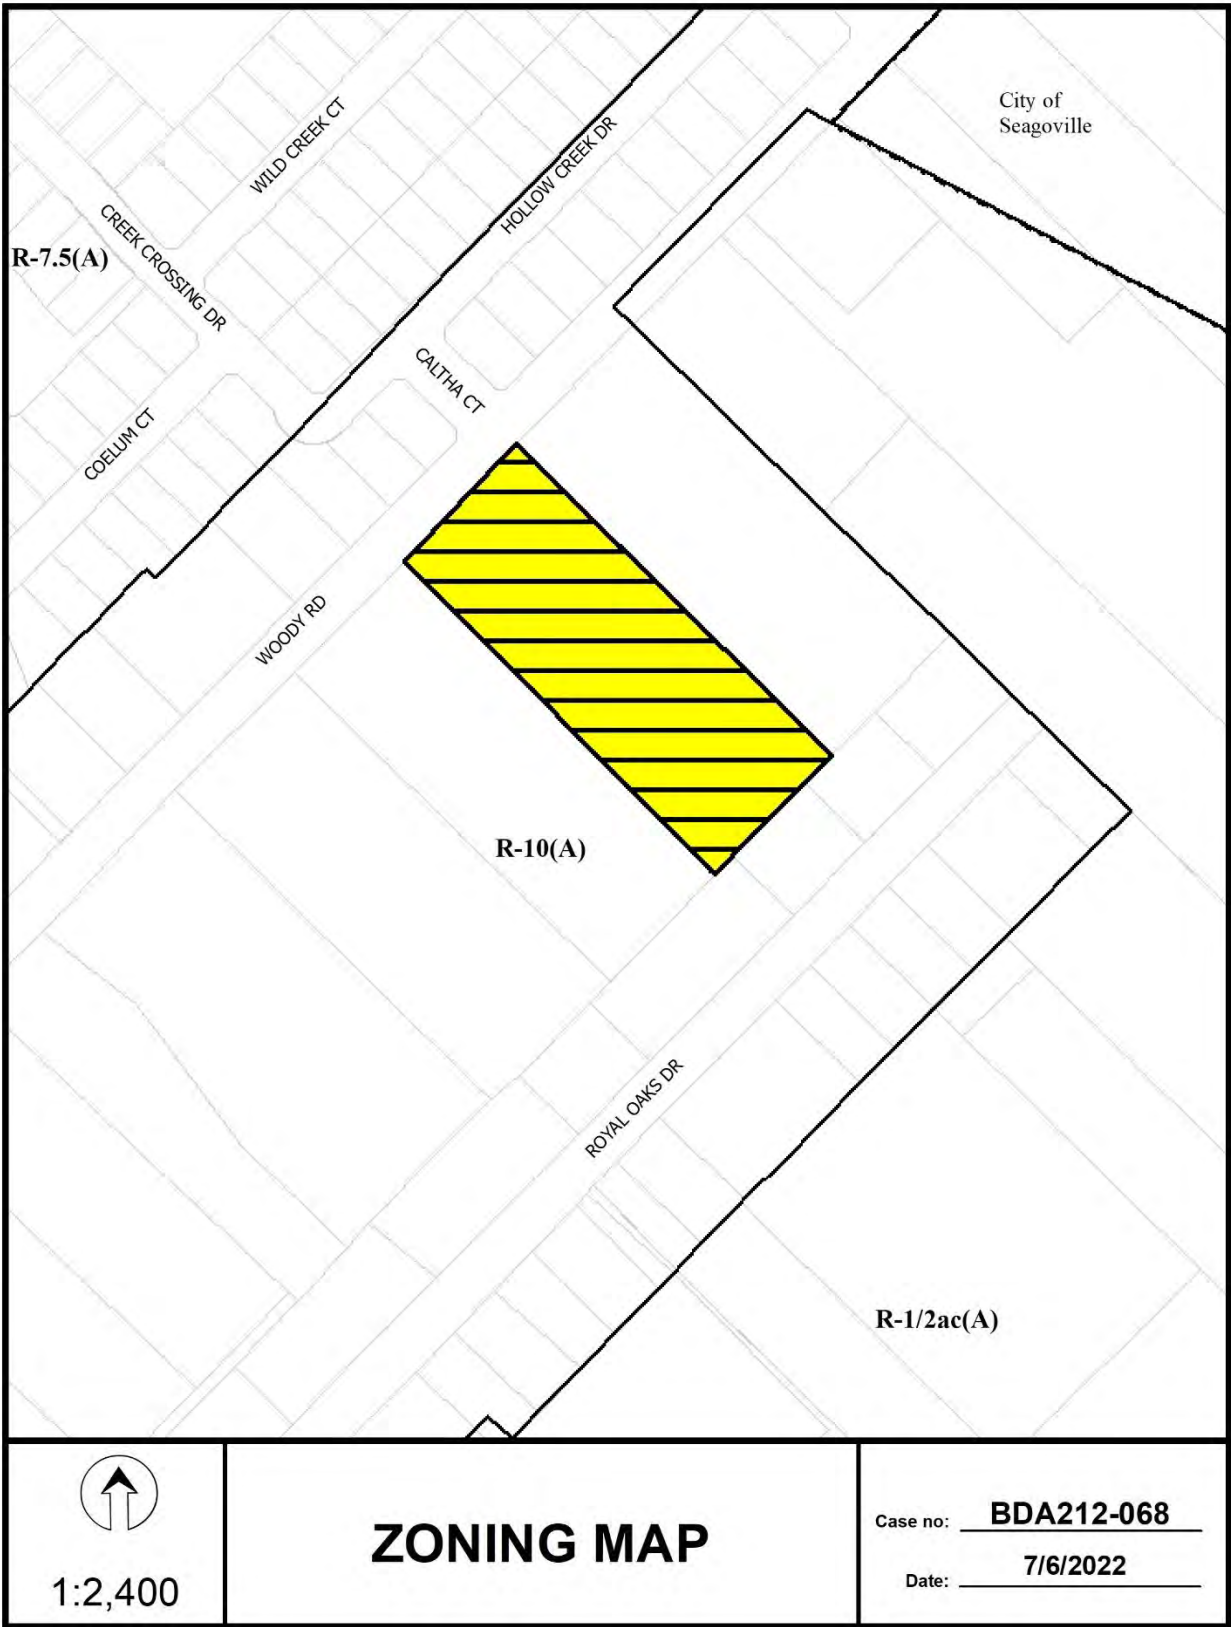 City of
Seagoville
WILD CREEK CT
HOLLOW CREEK DR
CREEK CROSSING DR
R-7.5(A)
CALTHA CT
COELUM CT
WOODY RD
R-10(A)
ROYAL OAKS DR
R-1/2ac(A)
1:2,400
ZONING MAP
Case no: BDA212-068
Date: 7/6/2022